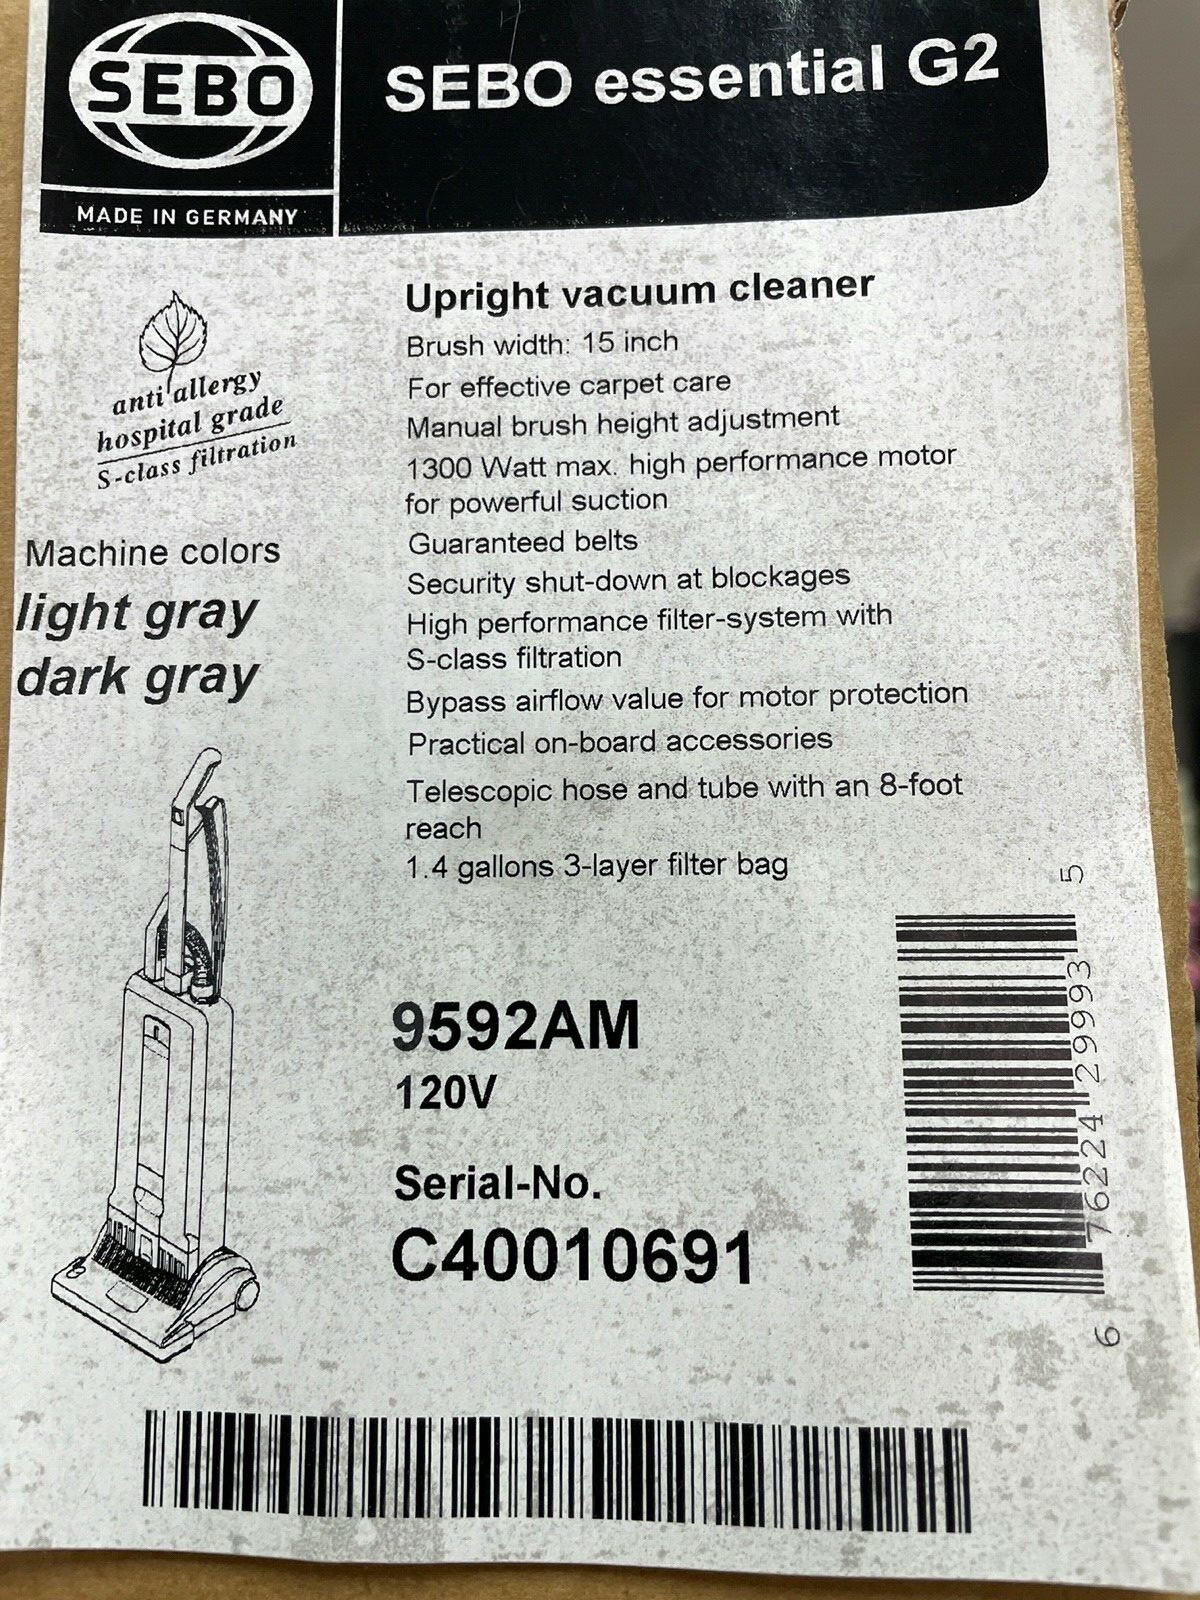 SEBO
MADE IN GERMANY
SEBO essential G2
anti allergy
hospital grade
S-class filtration
Machine colors
light gray
dark gray
Upright vacuum cleaner
Brush width: 15 inch
For effective carpet care
Manual brush height adjustment
1300 Watt max. high performance motor
for powerful suction
Guaranteed belts
Security shut-down at blockages
High performance filter-system with
S-class filtration
Bypass airflow value for motor protection
Practical on-board accessories
Telescopic hose and tube with an 8-foot
reach
1.4 gallons 3-layer filter bag
9592AM
120V
Serial-No.
C40010691
6 76224 29993 5